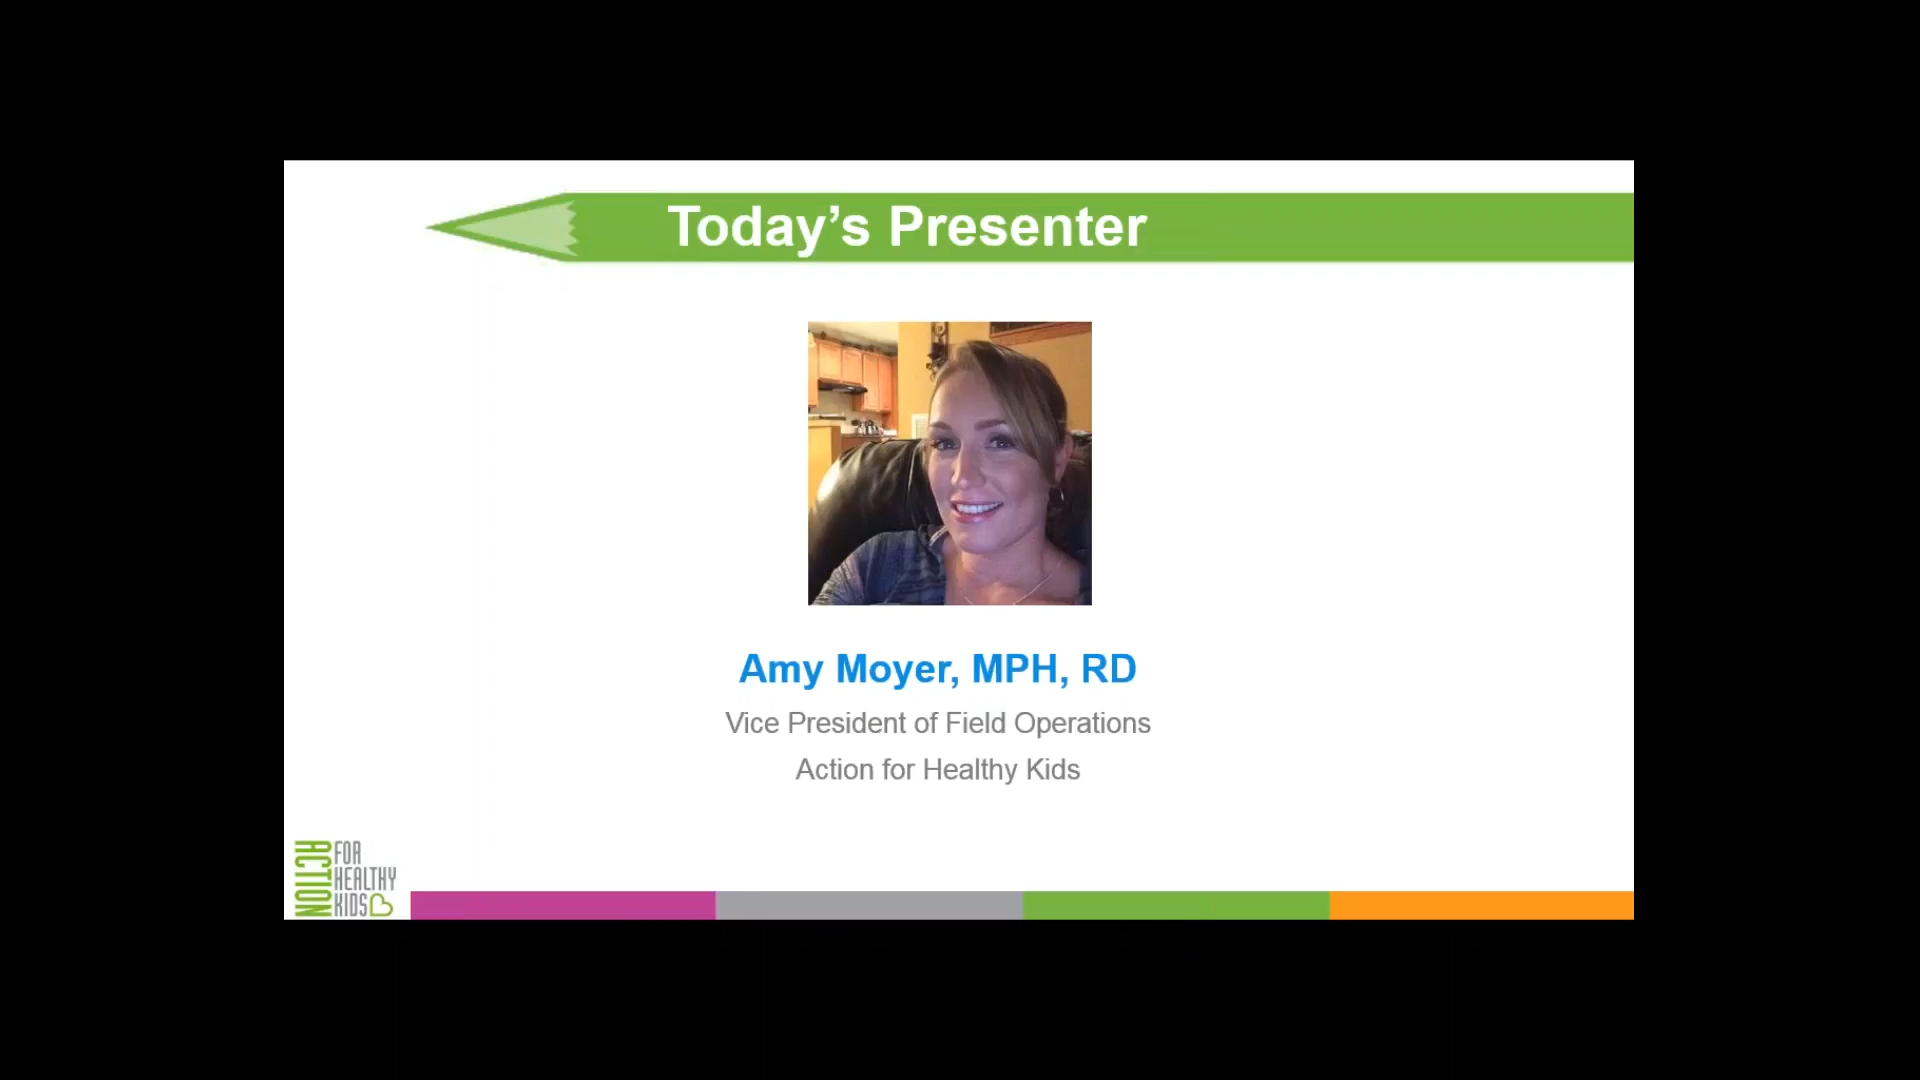 Today's Presenter
Amy Moyer, MPH, RD
Vice President of Field Operations
Action for Healthy Kids
ACTION
FOR
HEALTHY
KIDS